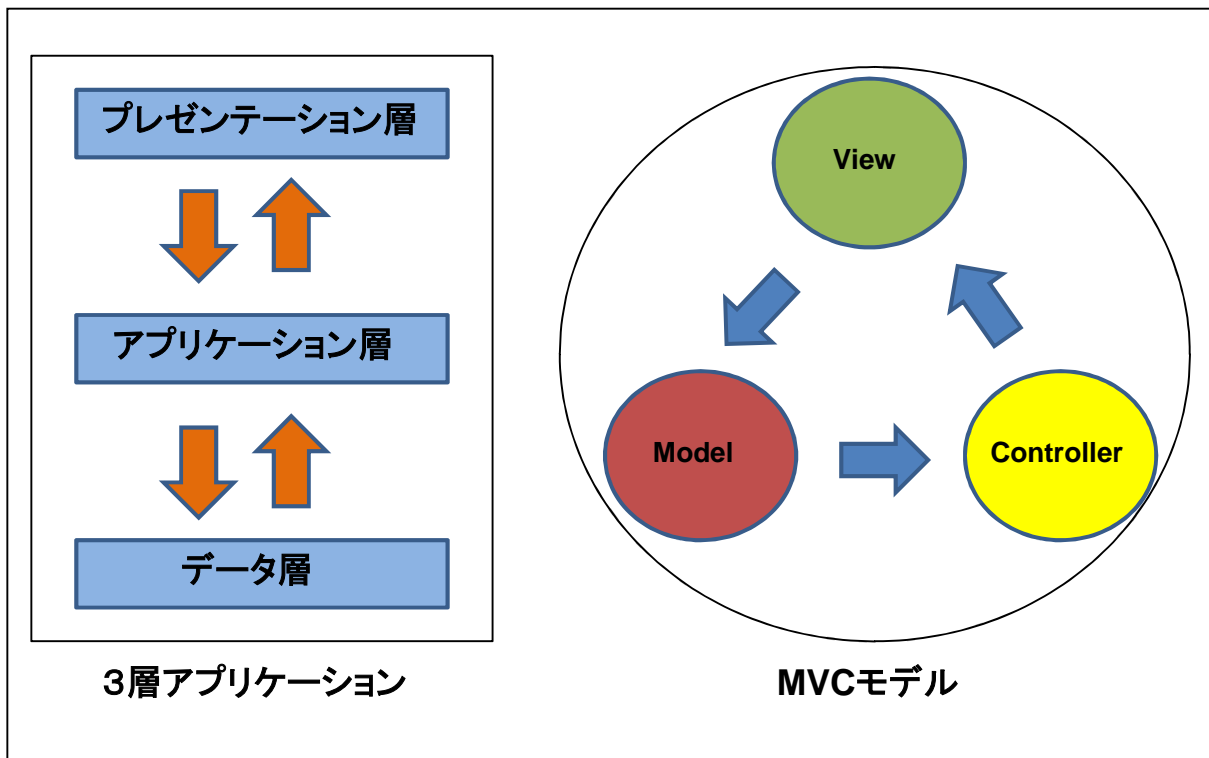 プレゼンテーション層
アプリケーション層
データ層
３層アプリケーション
View
Model
Controller
MVCモデル